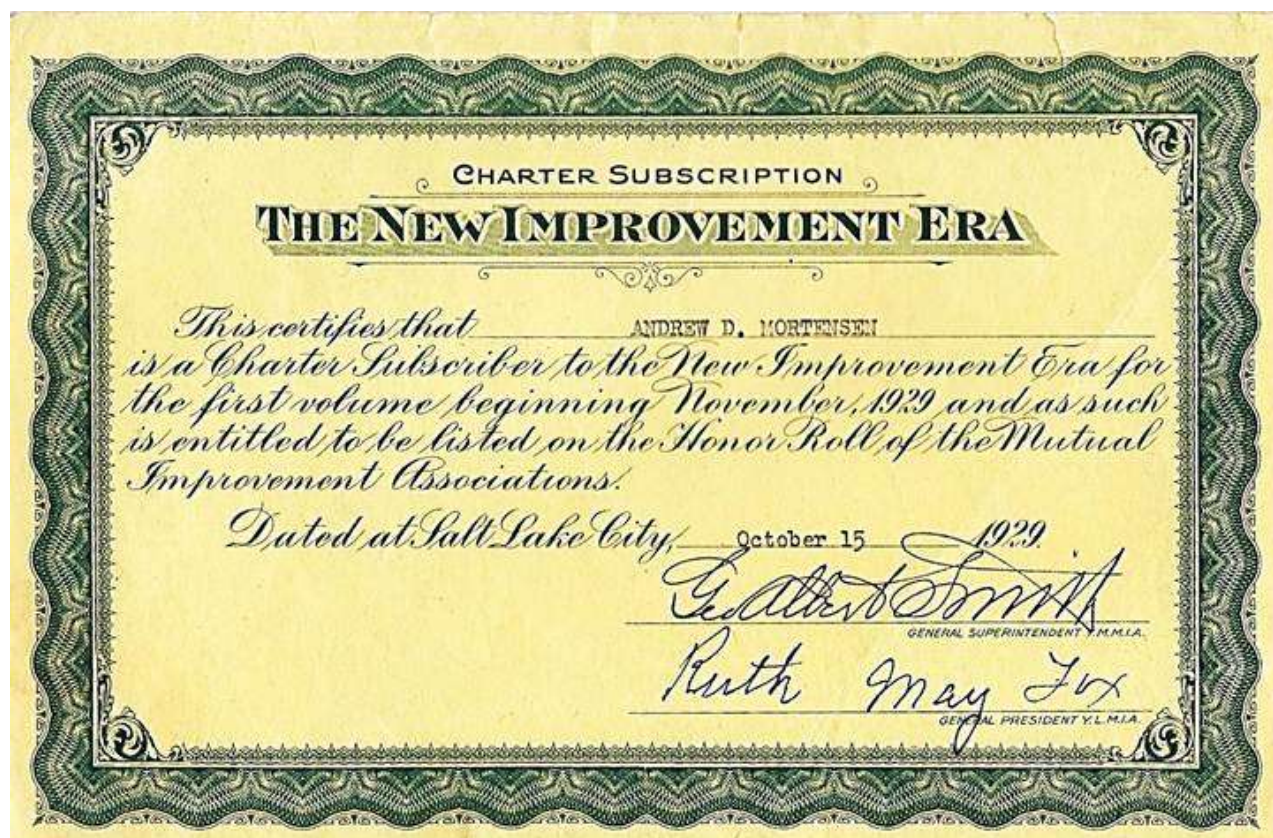 CHARTER SUBSCRIPTION
THE NEW IMPROVEMENT ERA
This certifies that ANDREW D. MORTENSEN
is a Charter Subscriber to the New Improvement Era for
the first volume beginning November, 1929 and as such
is entitled to be listed on the Honor Roll of the Mutual
Improvement Associations.
Dated at Salt Lake City, October 15 1929.
Geo Albert Smith
GENERAL SUPERINTENDENT Y.M.M.I.A.
Ruth May Fox
GENERAL PRESIDENT Y.L.M.I.A.